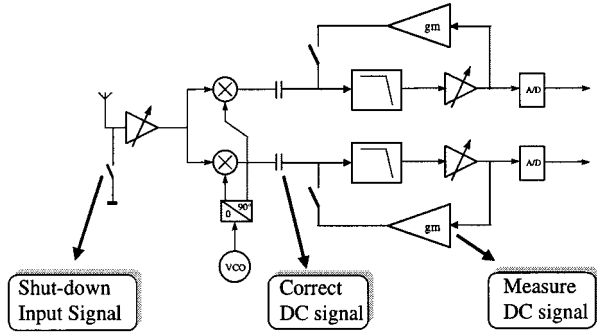 gm
A/D
A/D
0 90°
gm
VCO
Shut-down
Input Signal
Correct
DC signal
Measure
DC signal